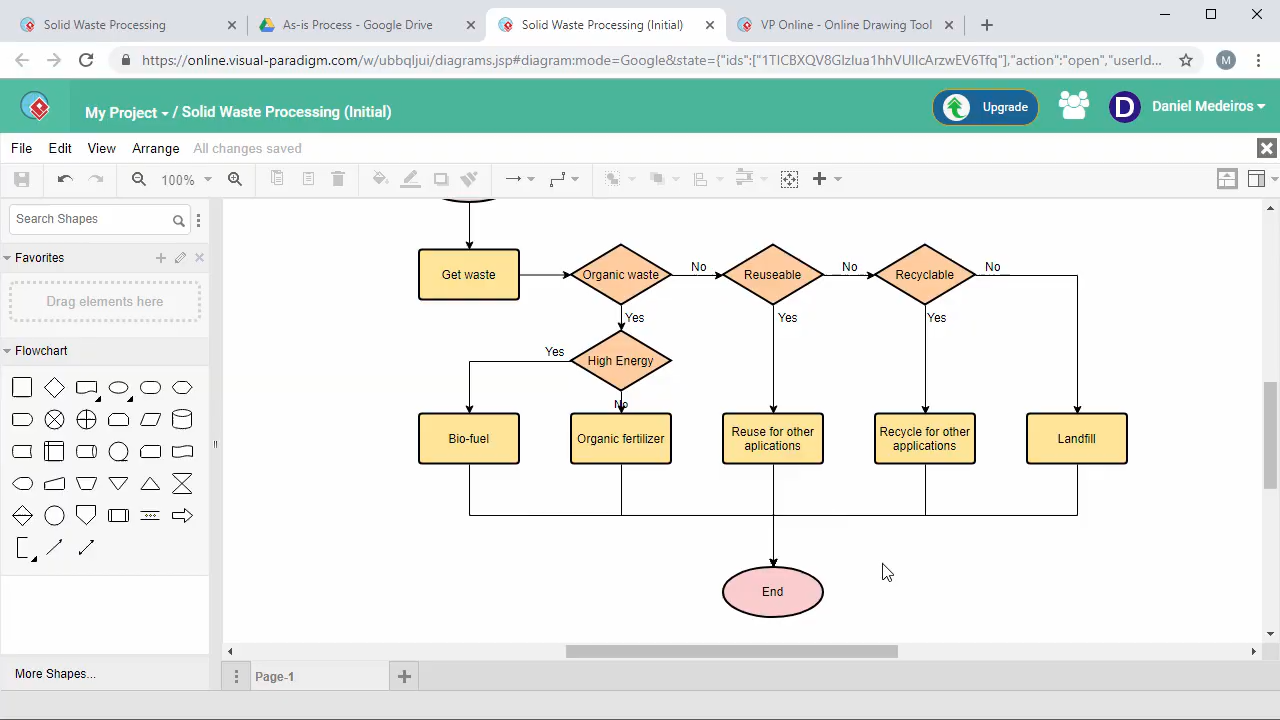 Solid Waste Processing
As-is Process - Google Drive
Solid Waste Processing (Initial)
VP Online - Online Drawing Tool
https://online.visual-paradigm.com/w/ubbqljui/diagrams.jsp#diagram:mode=Google&state={"ids":["1TICBXQV8GlzIua1hhVUIlcArzwEV6Tfq"],"action":"open","userId...
M
My Project / Solid Waste Processing (Initial)
Upgrade
D
Daniel Medeiros
File Edit View Arrange All changes saved
100%
Search Shapes
Favorites
Drag elements here
Flowchart
More Shapes...
Get waste
Organic waste
No
Reuseable
No
Recyclable
No
Yes
Yes
Yes
Yes
High Energy
No
Bio-fuel
Organic fertilizer
Reuse for other
aplications
Recycle for other
applications
Landfill
End
Page-1